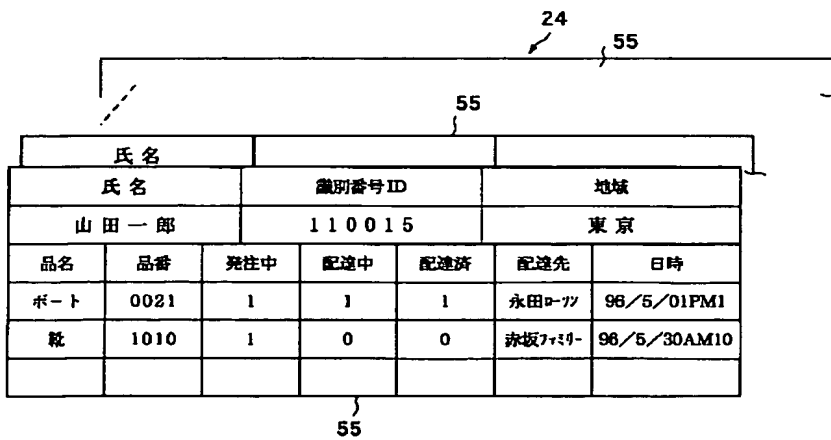 24
55
55
氏名
氏名 識別番号ID 地域
山田一郎 110015 東京
品名 品番 発注中 配達中 配達済 配達先 日時
ボート 0021 1 1 1 永田ローソン 96/5/01PM1
靴 1010 1 0 0 赤坂ファミリー 96/5/30AM10
55